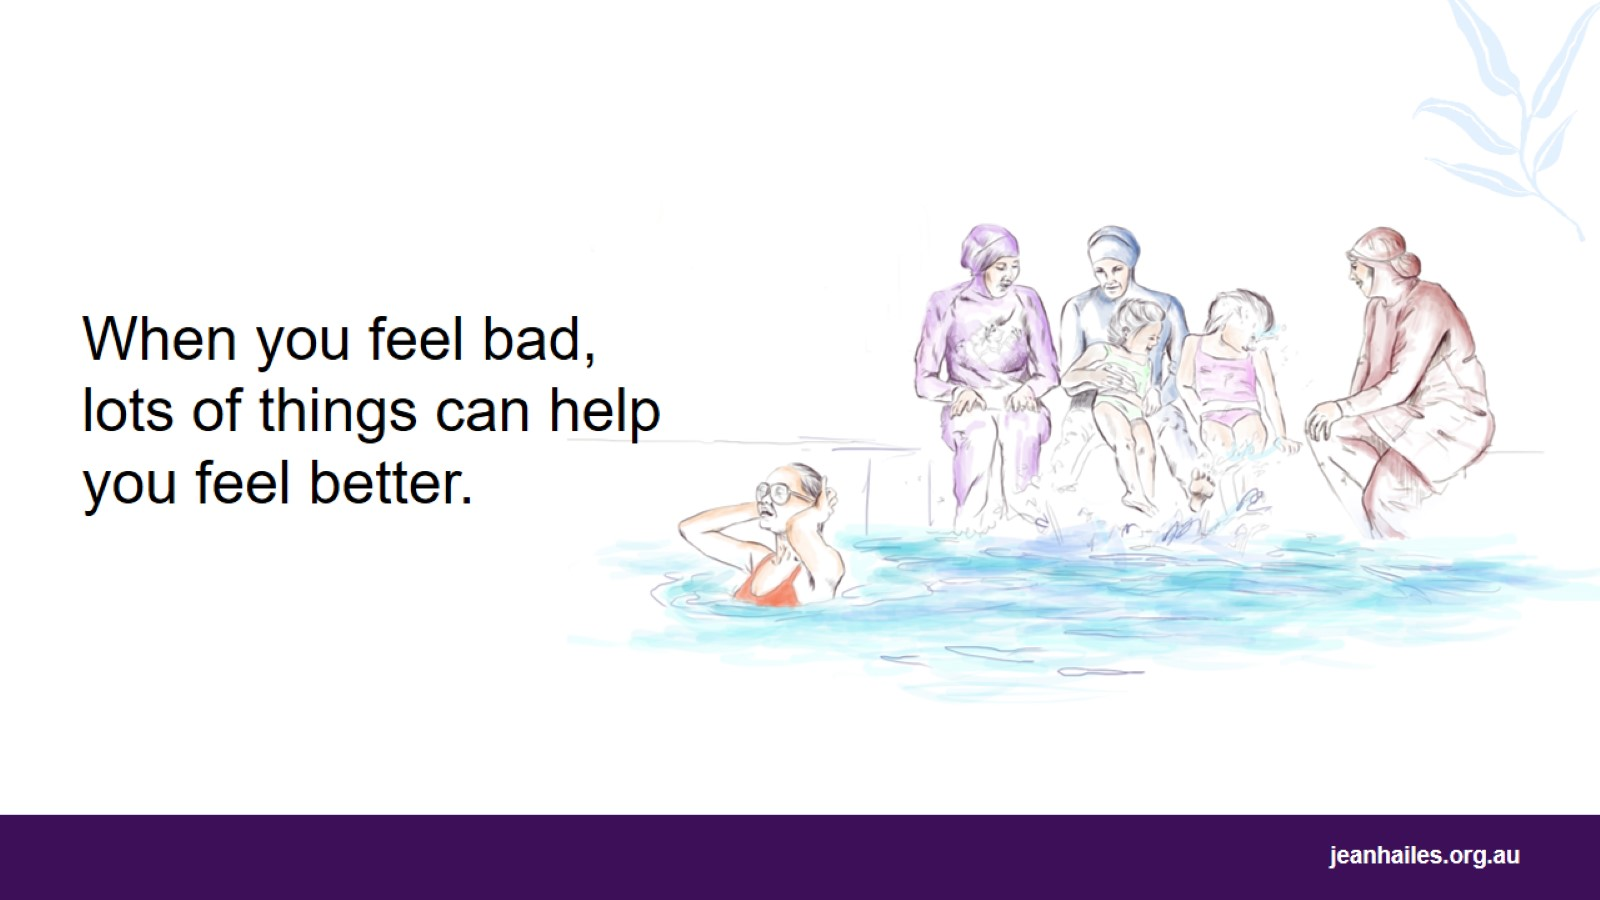 When you feel bad,
lots of things can help
you feel better.
jeanhailes.org.au